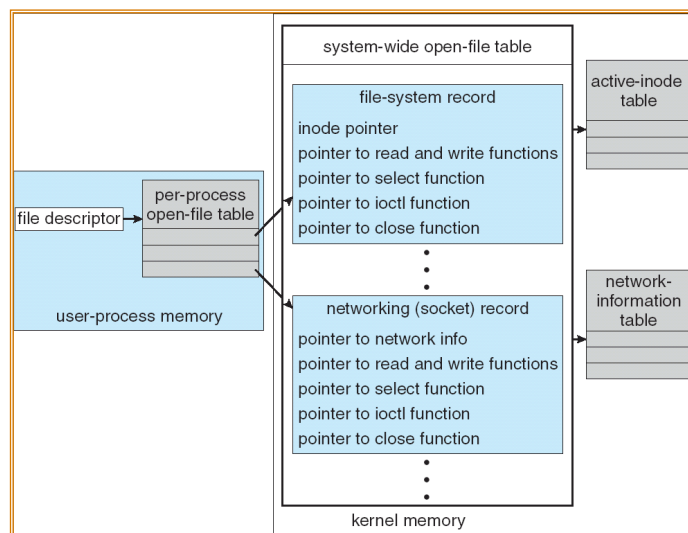 system-wide open-file table
file-system record
inode pointer
pointer to read and write functions
pointer to select function
pointer to ioctl function
pointer to close function
active-inode
table
file descriptor
per-process
open-file table
user-process memory
networking (socket) record
pointer to network info
pointer to read and write functions
pointer to select function
pointer to ioctl function
pointer to close function
network-
information
table
kernel memory